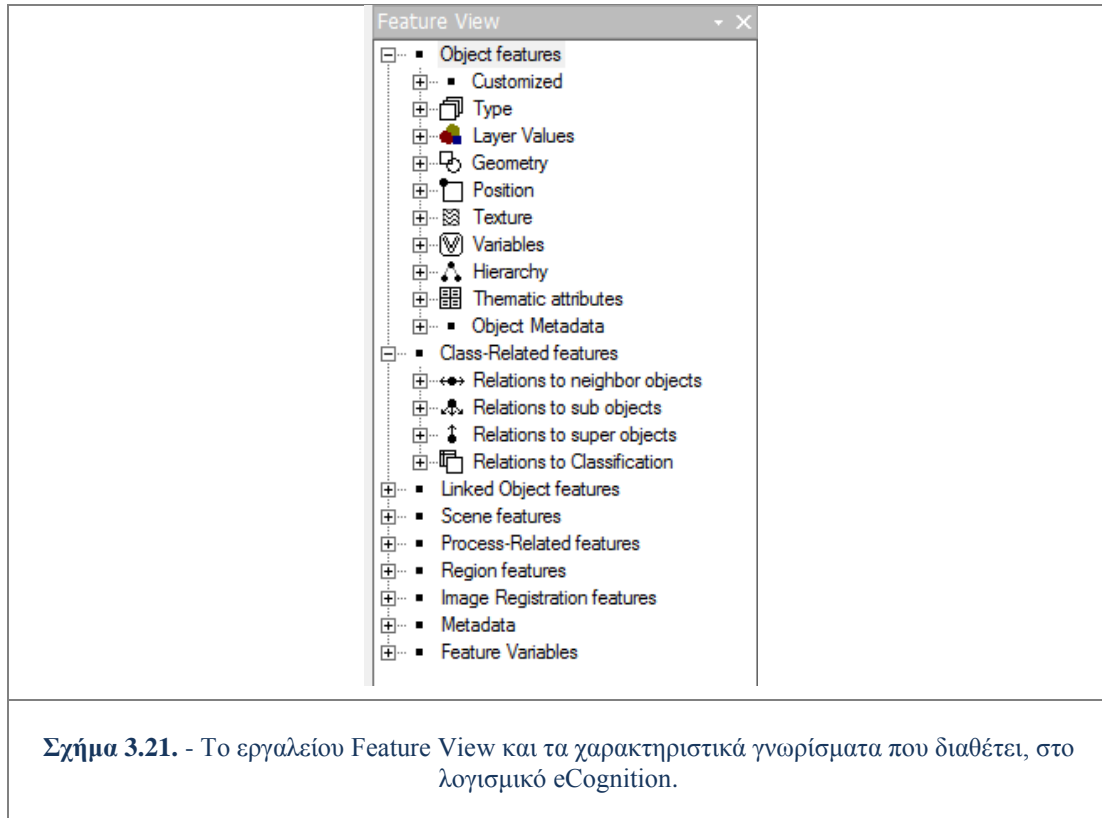 Feature View
Object features
Customized
Type
Layer Values
Geometry
Position
Texture
Variables
Hierarchy
Thematic attributes
Object Metadata
Class-Related features
Relations to neighbor objects
Relations to sub objects
Relations to super objects
Relations to Classification
Linked Object features
Scene features
Process-Related features
Region features
Image Registration features
Metadata
Feature Variables
Σχήμα 3.21. - Το εργαλείου Feature View και τα χαρακτηριστικά γνωρίσματα που διαθέτει, στο
λογισμικό eCognition.